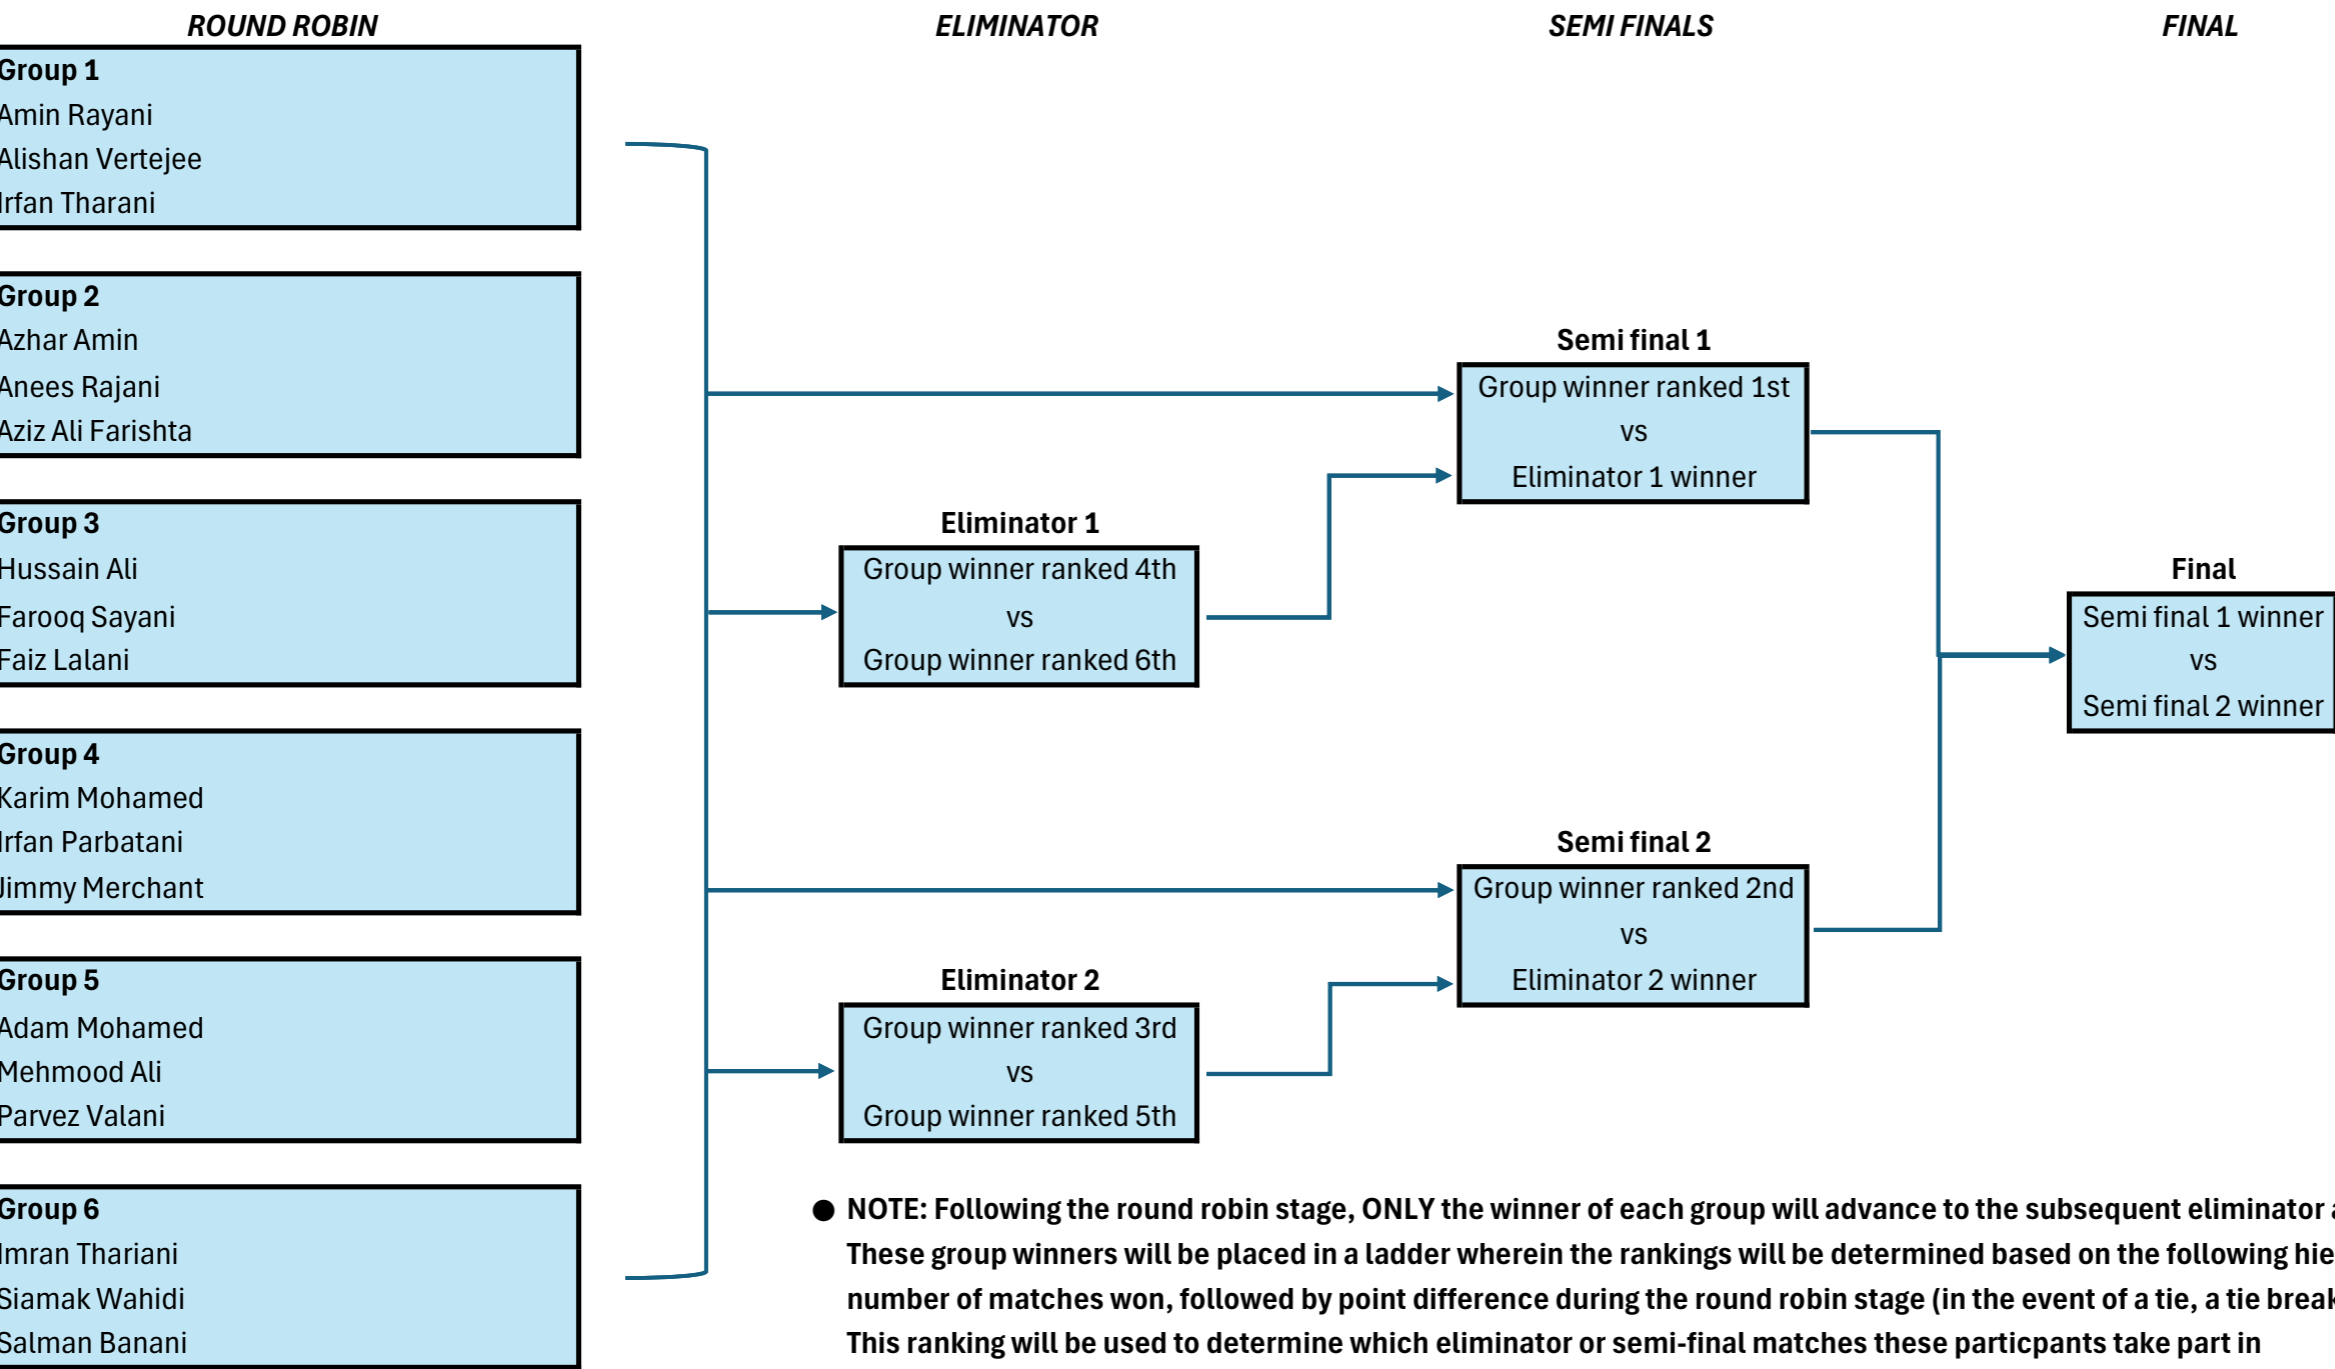 ROUND ROBIN
ELIMINATOR
SEMI FINALS
FINAL
Group 1
Amin Rayani
Alishan Vertejee
Irfan Tharani
Group 2
Azhar Amin
Anees Rajani
Aziz Ali Farishta
Group 3
Hussain Ali
Farooq Sayani
Faiz Lalani
Group 4
Karim Mohamed
Irfan Parbatani
Jimmy Merchant
Group 5
Adam Mohamed
Mehmood Ali
Parvez Valani
Group 6
Imran Thariani
Siamak Wahidi
Salman Banani
Eliminator 1
Group winner ranked 4th
vs
Group winner ranked 6th
Eliminator 2
Group winner ranked 3rd
vs
Group winner ranked 5th
Semi final 1
Group winner ranked 1st
vs
Eliminator 1 winner
Semi final 2
Group winner ranked 2nd
vs
Eliminator 2 winner
Final
Semi final 1 winner
vs
Semi final 2 winner
● NOTE: Following the round robin stage, ONLY the winner of each group will advance to the subsequent eliminator
These group winners will be placed in a ladder wherein the rankings will be determined based on the following
number of matches won, followed by point difference during the round robin stage (in the event of a tie, a tie break
This ranking will be used to determine which eliminator or semi-final matches these particpants take part in